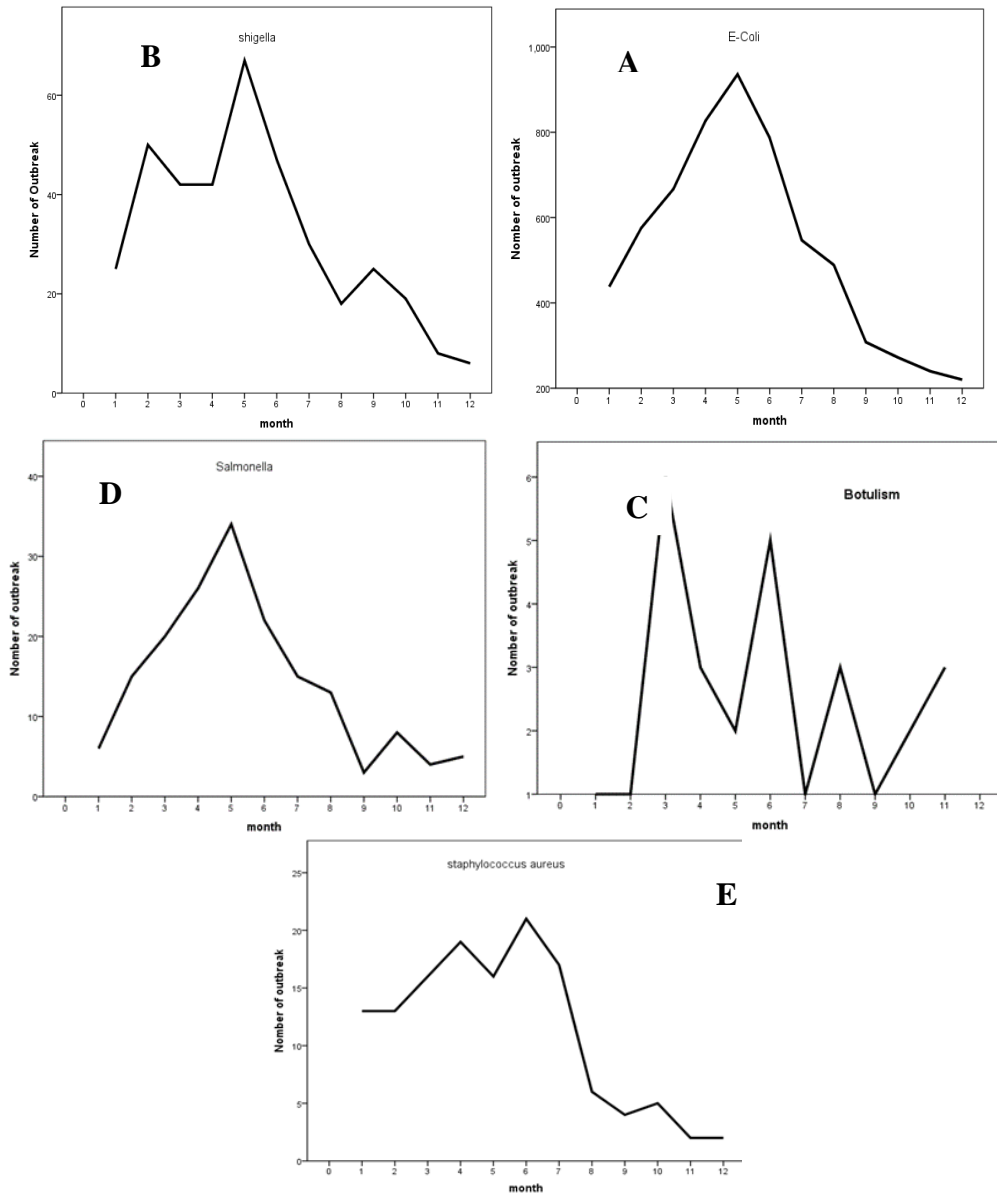 shigella
B
Number of Outbreak
60
40
20
0
0 1 2 3 4 5 6 7 8 9 10 11 12
month
E-Coli
A
Nomber of outbreak
1,000
800
600
400
200
0 1 2 3 4 5 6 7 8 9 10 11 12
month
Salmonella
D
Nomber of outbreak
40
30
20
10
0
0 1 2 3 4 5 6 7 8 9 10 11 12
month
Botulism
C
Nomber of outbreak
6
5
4
3
2
1
0 1 2 3 4 5 6 7 8 9 10 11 12
month
staphylococcus aureus
E
Nomber of outbreak
25
20
15
10
5
0
0 1 2 3 4 5 6 7 8 9 10 11 12
month